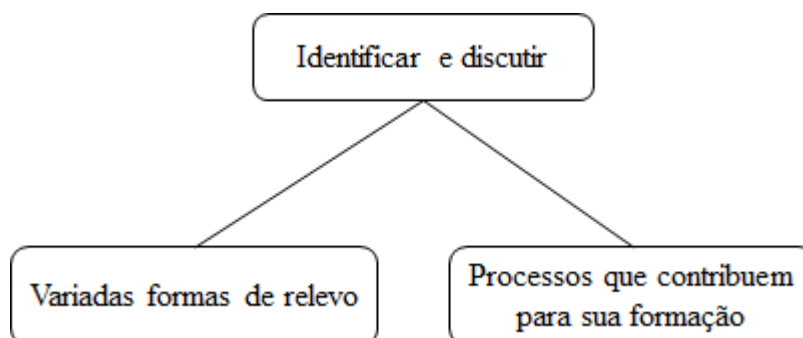 Identificar e discutir
Variadas formas de relevo
Processos que contribuem
para sua formação